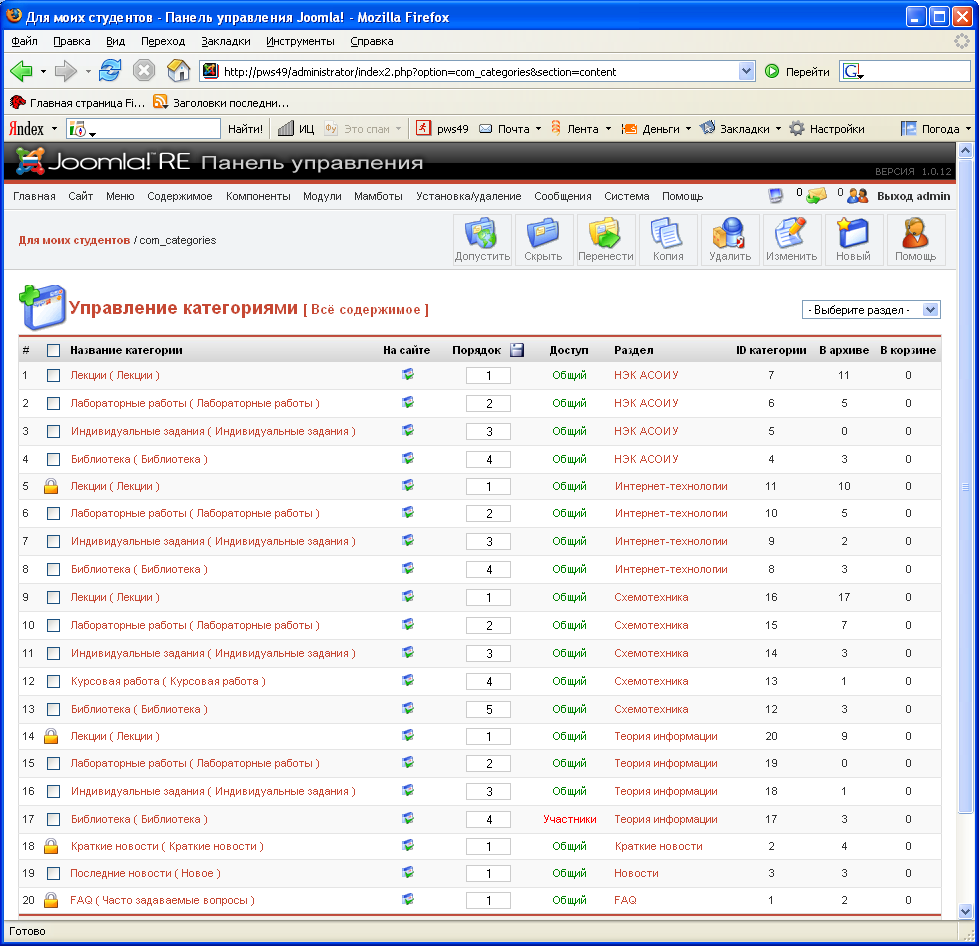 Для моих студентов - Панель управления Joomla! - Mozilla Firefox
Файл Правка Вид Переход Закладки Инструменты Справка
http://pws49/administrator/index2.php?option=com_categories&section=content Перейти G
Главная страница Fi... Заголовки последни...
Яndex Найти! ИЦ Это спам pws49 Почта Лента Деньги Закладки Настройки Погода
Joomla!™RE Панель управления
ВЕРСИЯ 1.0.12
Главная Сайт Меню Содержимое Компоненты Модули Мамботы Установка/удаление Сообщения Система Помощь 0 0 Выход admin
Для моих студентов / com_categories
Допустить Скрыть Перенести Копия Удалить Изменить Новый Помощь
Управление категориями [ Всё содержимое ]
- Выберите раздел -
# Название категории На сайте Порядок Доступ Раздел ID категории В архиве В корзине
1 Лекции ( Лекции ) 1 Общий НЭК АСОИУ 7 11 0
2 Лабораторные работы ( Лабораторные работы ) 2 Общий НЭК АСОИУ 6 5 0
3 Индивидуальные задания ( Индивидуальные задания ) 3 Общий НЭК АСОИУ 5 0 0
4 Библиотека ( Библиотека ) 4 Общий НЭК АСОИУ 4 3 0
5 Лекции ( Лекции ) 1 Общий Интернет-технологии 11 10 0
6 Лабораторные работы ( Лабораторные работы ) 2 Общий Интернет-технологии 10 5 0
7 Индивидуальные задания ( Индивидуальные задания ) 3 Общий Интернет-технологии 9 2 0
8 Библиотека ( Библиотека ) 4 Общий Интернет-технологии 8 3 0
9 Лекции ( Лекции ) 1 Общий Схемотехника 16 17 0
10 Лабораторные работы ( Лабораторные работы ) 2 Общий Схемотехника 15 7 0
11 Индивидуальные задания ( Индивидуальные задания ) 3 Общий Схемотехника 14 3 0
12 Курсовая работа ( Курсовая работа ) 4 Общий Схемотехника 13 1 0
13 Библиотека ( Библиотека ) 5 Общий Схемотехника 12 3 0
14 Лекции ( Лекции ) 1 Общий Теория информации 20 9 0
15 Лабораторные работы ( Лабораторные работы ) 2 Общий Теория информации 19 0 0
16 Индивидуальные задания ( Индивидуальные задания ) 3 Общий Теория информации 18 1 0
17 Библиотека ( Библиотека ) 4 Участники Теория информации 17 3 0
18 Краткие новости ( Краткие новости ) 1 Общий Краткие новости 2 4 0
19 Последние новости ( Новое ) 1 Общий Новости 3 3 0
20 FAQ ( Часто задаваемые вопросы ) 1 Общий FAQ 1 2 0
Готово